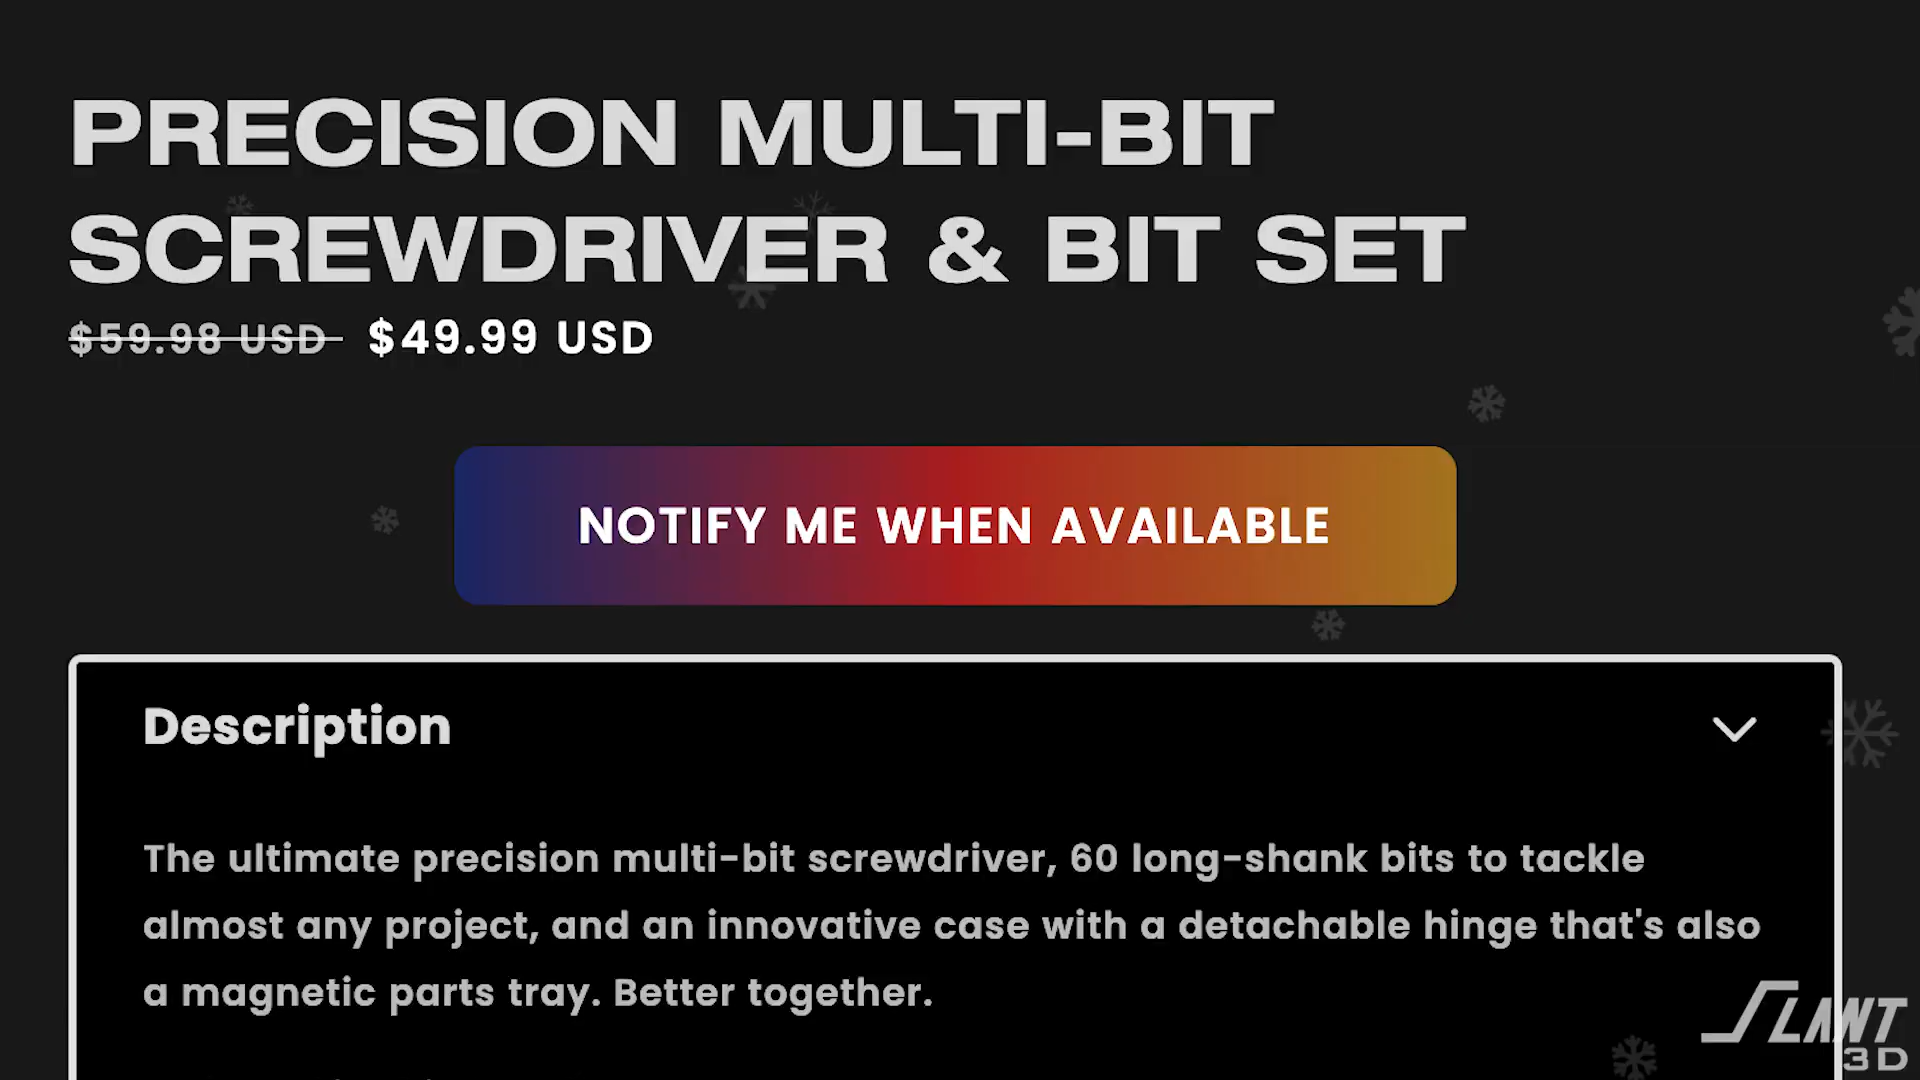 PRECISION MULTI-BIT
SCREWDRIVER & BIT SET
$59.98 USD $49.99 USD
NOTIFY ME WHEN AVAILABLE
Description
The ultimate precision multi-bit screwdriver, 60 long-shank bits to tackle
almost any project, and an innovative case with a detachable hinge that's also
a magnetic parts tray. Better together.
SLANT
3D